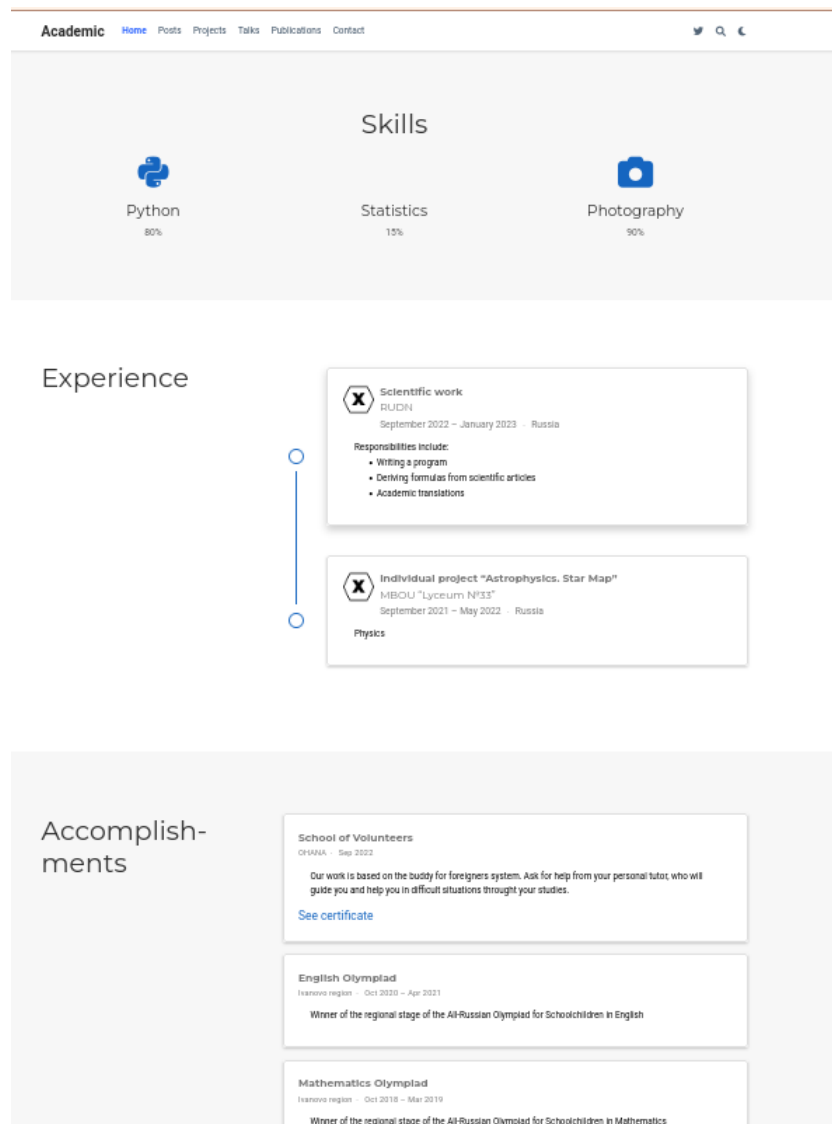 Academic Home Posts Projects Talks Publications Contact
Skills
Python Statistics Photography
80% 15% 90%
Experience
X Scientific work
RUDN
September 2022 – January 2023 · Russia
Responsibilities include:
• Writing a program
• Deriving formulas from scientific articles
• Academic translations
X Individual project “Astrophysics. Star Map”
MBOU “Lyceum №33”
September 2021 – May 2022 · Russia
Physics
Accomplish-
ments
School of Volunteers
OHANA · Sep 2022
Our work is based on the buddy for foreigners system. Ask for help from your personal tutor, who will
guide you and help you in difficult situations throught your studies.
See certificate
English Olympiad
Ivanovo region · Oct 2020 – Apr 2021
Winner of the regional stage of the All-Russian Olympiad for Schoolchildren in English
Mathematics Olympiad
Ivanovo region · Oct 2018 – Mar 2019
Winner of the regional stage of the All-Russian Olympiad for Schoolchildren in Mathematics